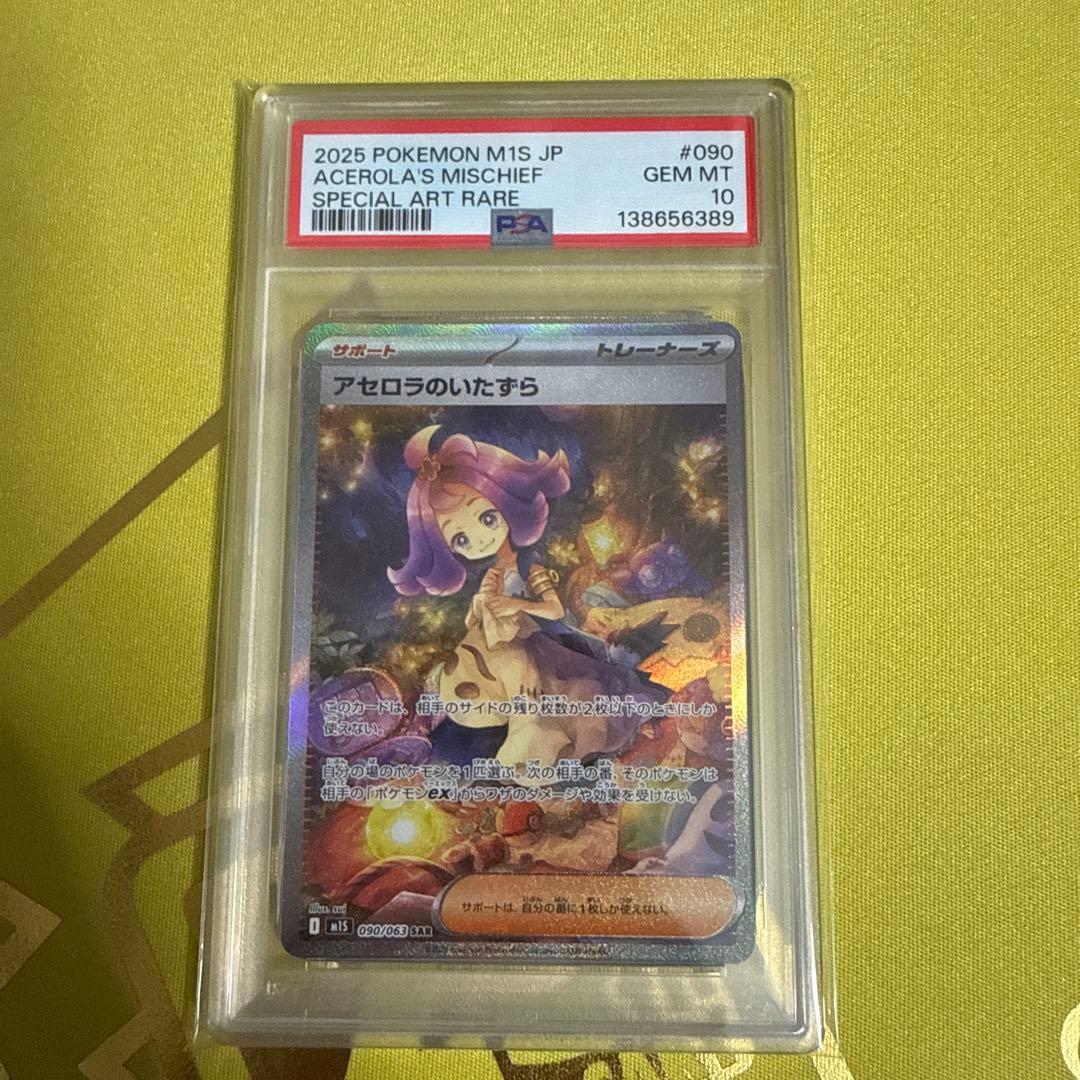 2025 POKEMON M1S JP #090
ACEROLA'S MISCHIEF GEM MT
SPECIAL ART RARE 10
138656389
PSA
サポート トレーナーズ
アセロラのいたずら
このカードは、相手のサイドの残り枚数が2枚以下のときにしか
使えない。
自分の場のポケモンを1匹選ぶ。次の相手の番、そのポケモンは
相手の「ポケモンex」からワザのダメージや効果を受けない。
サポートは、自分の番に1枚しか使えない。
illus. sui
M1S 090/063 SAR